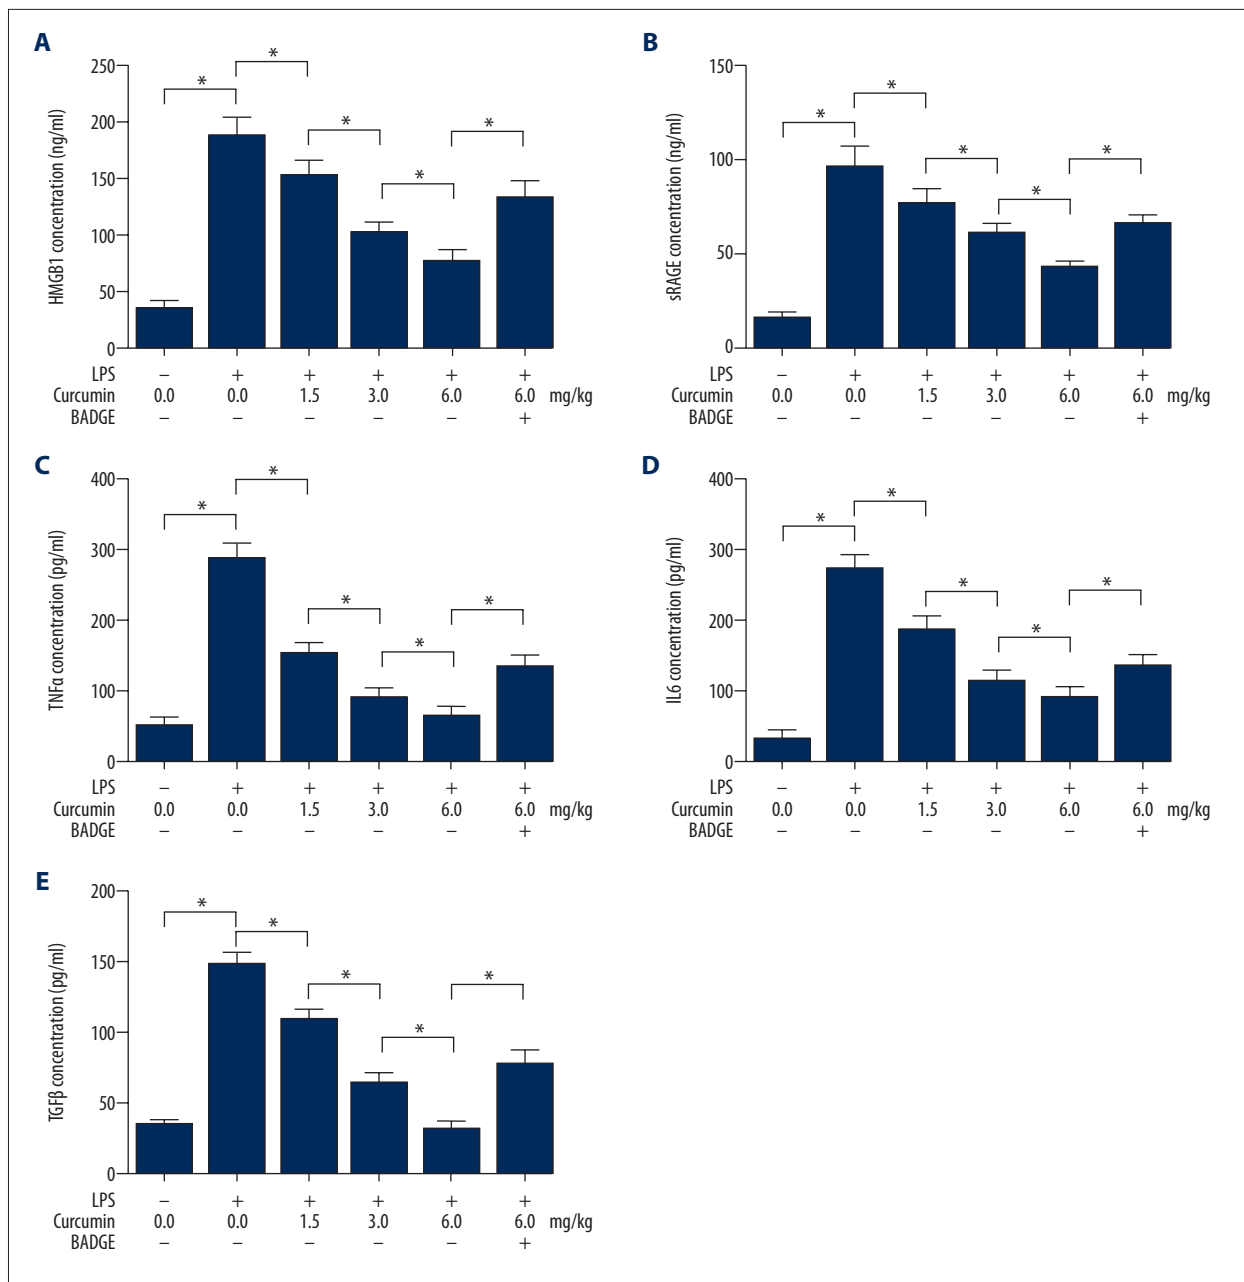 A
HMGB1 concentration (ng/ml)
250
200
150
100
50
0
* * * * *
LPS – + + + + +
Curcumin 0.0 0.0 1.5 3.0 6.0 6.0 mg/kg
BADGE – – – – – +
B
sRAGE concentration (ng/ml)
150
100
50
0
* * * * *
LPS – + + + + +
Curcumin 0.0 0.0 1.5 3.0 6.0 6.0 mg/kg
BADGE – – – – – +
C
TNFα concentration (pg/ml)
400
300
200
100
0
* * * * *
LPS – + + + + +
Curcumin 0.0 0.0 1.5 3.0 6.0 6.0 mg/kg
BADGE – – – – – +
D
IL6 concentration (pg/ml)
400
300
200
100
0
* * * * *
LPS – + + + + +
Curcumin 0.0 0.0 1.5 3.0 6.0 6.0 mg/kg
BADGE – – – – – +
E
TGFβ concentration (pg/ml)
200
150
100
50
0
* * * * *
LPS – + + + + +
Curcumin 0.0 0.0 1.5 3.0 6.0 6.0 mg/kg
BADGE – – – – – +